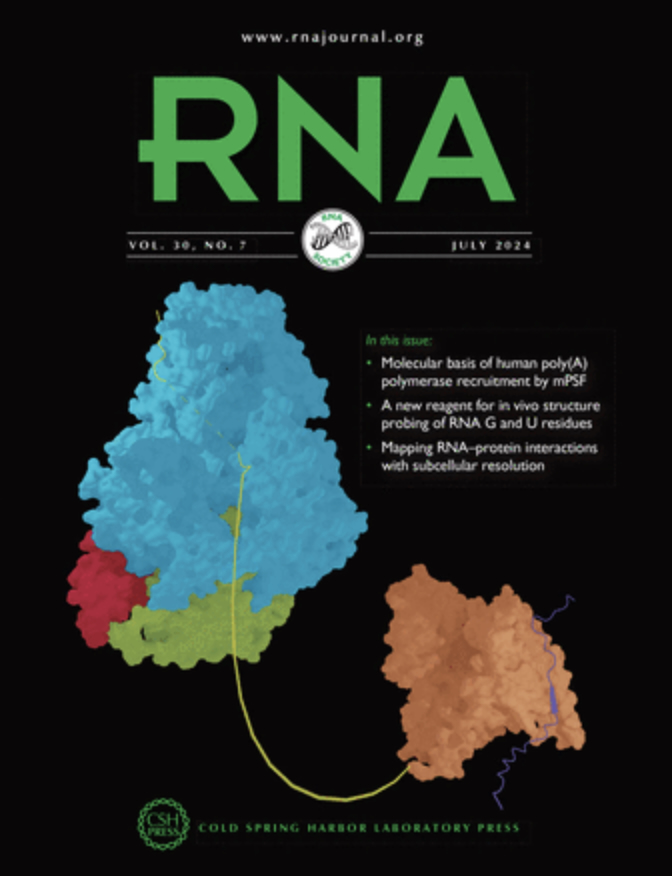 www.rnajournal.org
RNA
VOL. 30, NO. 7
RNA
SOCIETY
JULY 2024
In this issue:
• Molecular basis of human poly(A)
polymerase recruitment by mPSF
• A new reagent for in vivo structure
probing of RNA G and U residues
• Mapping RNA–protein interactions
with subcellular resolution
CSH
PRESS
COLD SPRING HARBOR LABORATORY PRESS